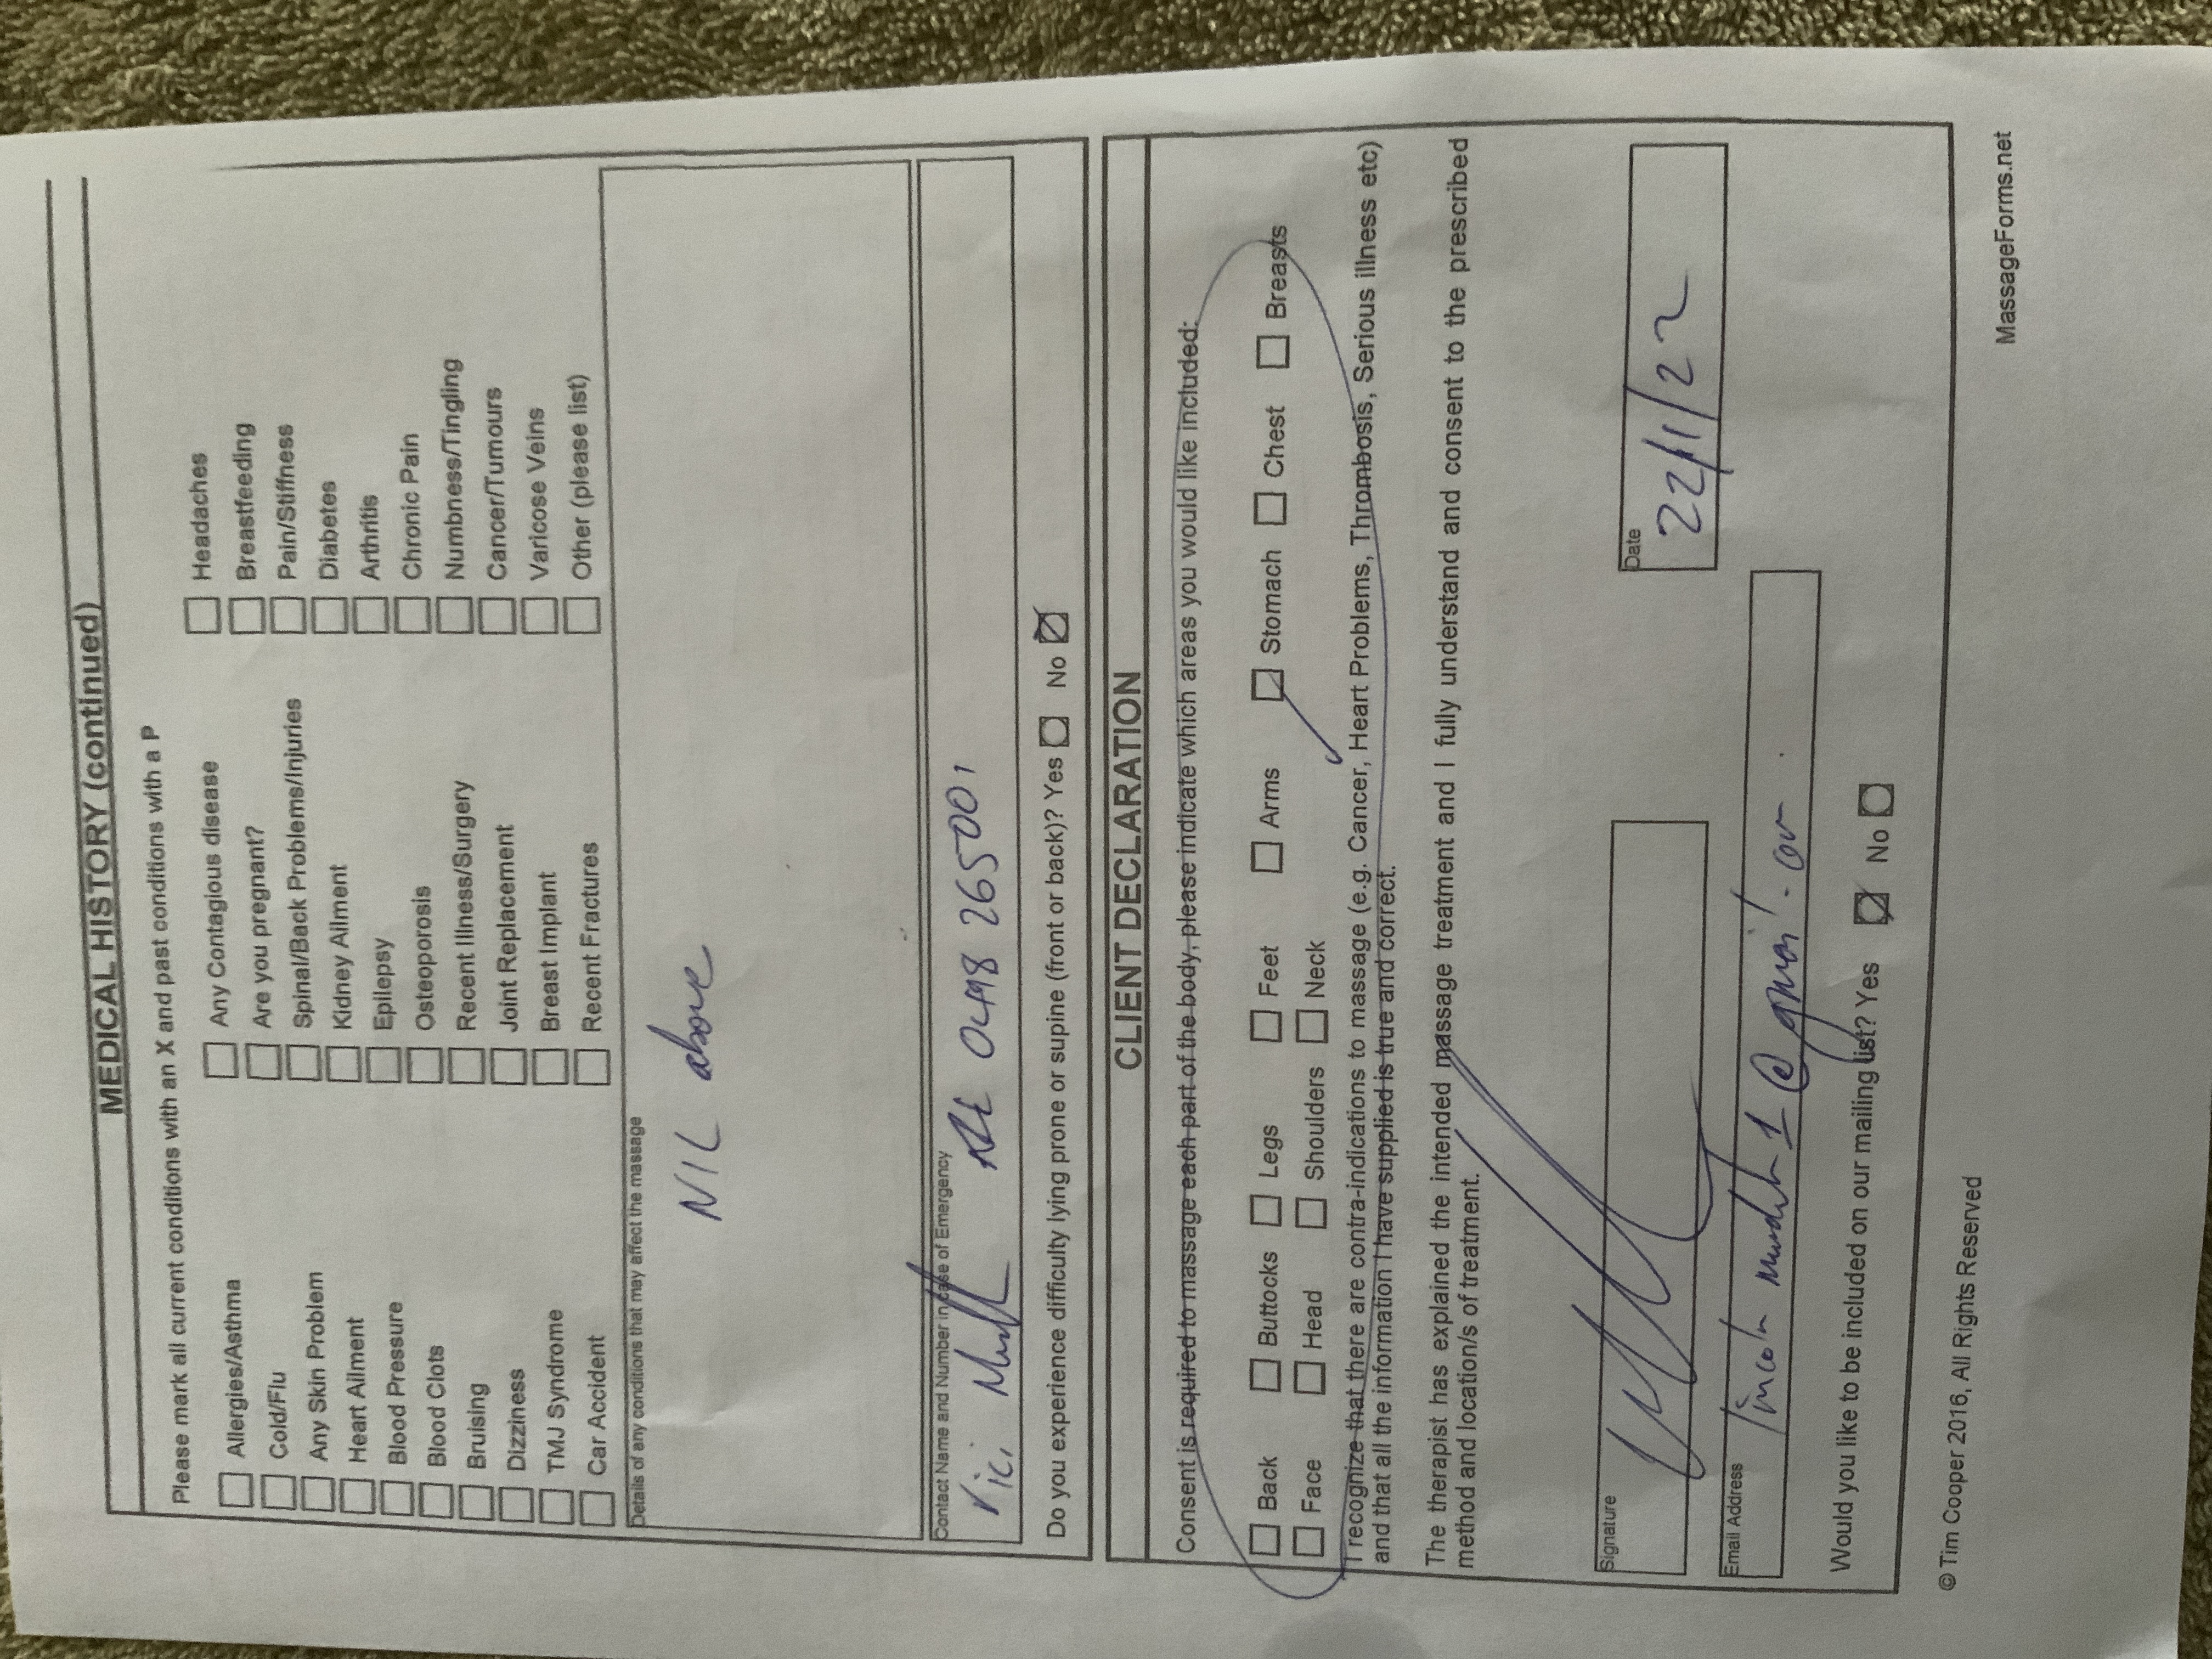 MEDICAL HISTORY (continued)
Please mark all current conditions with an X and past conditions with a P
Allergies/Asthma Any Contagious disease Headaches
Cold/Flu Are you pregnant? Breastfeeding
Any Skin Problem Spinal/Back Problems/Injuries Pain/Stiffness
Heart Ailment Kidney Ailment Diabetes
Blood Pressure Epilepsy Arthritis
Blood Clots Osteoporosis Chronic Pain
Bruising Recent Illness/Surgery Numbness/Tingling
Dizziness Joint Replacement Cancer/Tumours
TMJ Syndrome Breast Implant Varicose Veins
Car Accident Recent Fractures Other (please list)
Details of any conditions that may affect the massage
NIL above
Contact Name and Number in case of Emergency
Vici 0448 265001
Do you experience difficulty lying prone or supine (front or back)? Yes No
CLIENT DECLARATION
Consent is required to massage each part of the body, please indicate which areas you would like included:
Back Buttocks Legs Feet Arms Stomach Chest Breasts
Face Head Shoulders Neck
I recognize that there are contra-indications to massage (e.g. Cancer, Heart Problems, Thrombosis, Serious illness etc)
and that all the information I have supplied is true and correct.
The therapist has explained the intended massage treatment and I fully understand and consent to the prescribed
method and location/s of treatment.
Signature
Date
22/1/22
Email Address
Would you like to be included on our mailing list? Yes No
© Tim Cooper 2016, All Rights Reserved
MassageForms.net